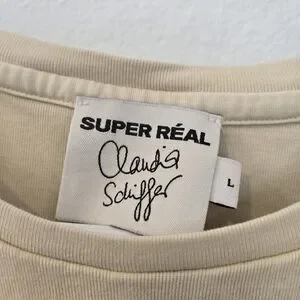 SUPER RÉAL
Claudia
Schiffer
L